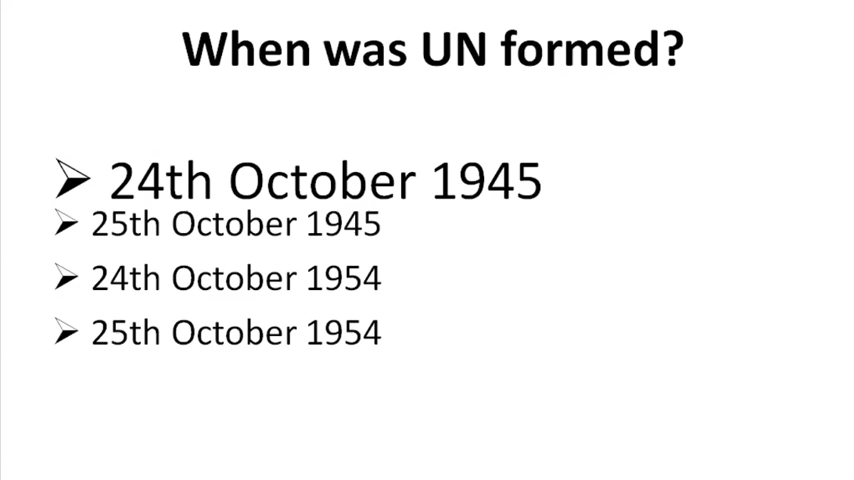 When was UN formed?
24th October 1945
25th October 1945
24th October 1954
25th October 1954